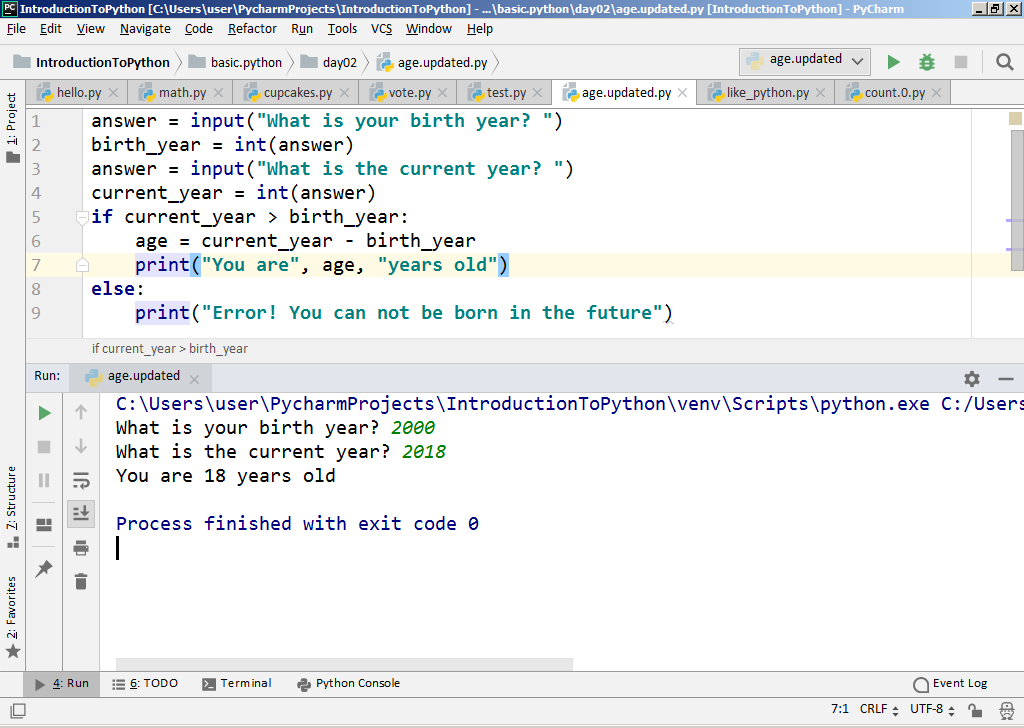 IntroductionToPython [C:\Users\user\PycharmProjects\IntroductionToPython] - ...\basic.python\day02\age.updated.py [IntroductionToPython] - PyCharm
File Edit View Navigate Code Refactor Run Tools VCS Window Help
IntroductionToPython basic.python day02 age.updated.py age.updated
hello.py math.py cupcakes.py vote.py test.py age.updated.py like_python.py count.0.py
1: Project
1 answer = input("What is your birth year? ")
2 birth_year = int(answer)
3 answer = input("What is the current year? ")
4 current_year = int(answer)
5 if current_year > birth_year:
6 age = current_year - birth_year
7 print("You are", age, "years old")
8 else:
9 print("Error! You can not be born in the future")
if current_year > birth_year
Run: age.updated
C:\Users\user\PycharmProjects\IntroductionToPython\venv\Scripts\python.exe C:/Users
What is your birth year? 2000
What is the current year? 2018
You are 18 years old
Process finished with exit code 0
7: Structure
2: Favorites
4: Run 6: TODO Terminal Python Console Event Log
7:1 CRLF UTF-8